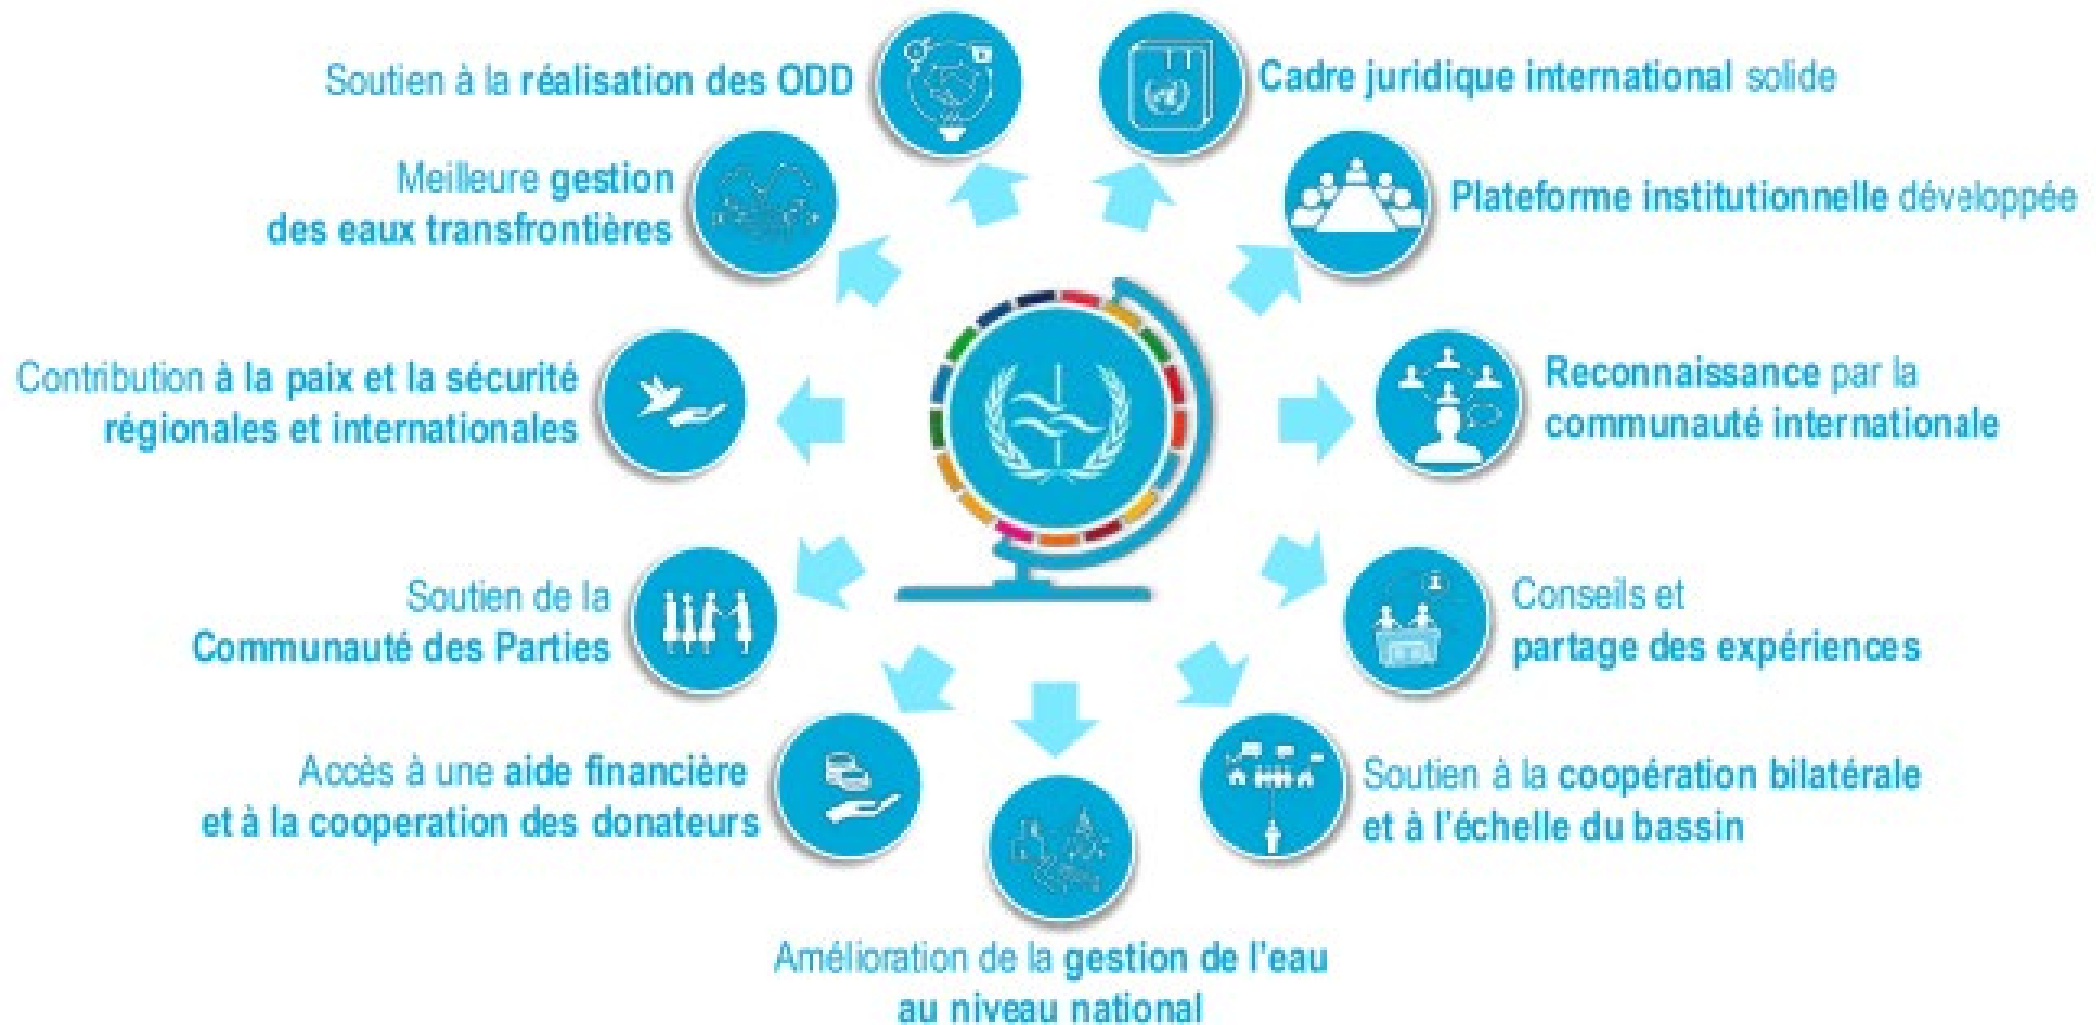 Soutien à la réalisation des ODD
Cadre juridique international solide
Meilleure gestion
des eaux transfrontières
Plateforme institutionnelle développée
Contribution à la paix et la sécurité
régionales et internationales
Reconnaissance par la
communauté internationale
Soutien de la
Communauté des Parties
Conseils et
partage des expériences
Accès à une aide financière
et à la cooperation des donateurs
Soutien à la coopération bilatérale
et à l'échelle du bassin
Amélioration de la gestion de l'eau
au niveau national